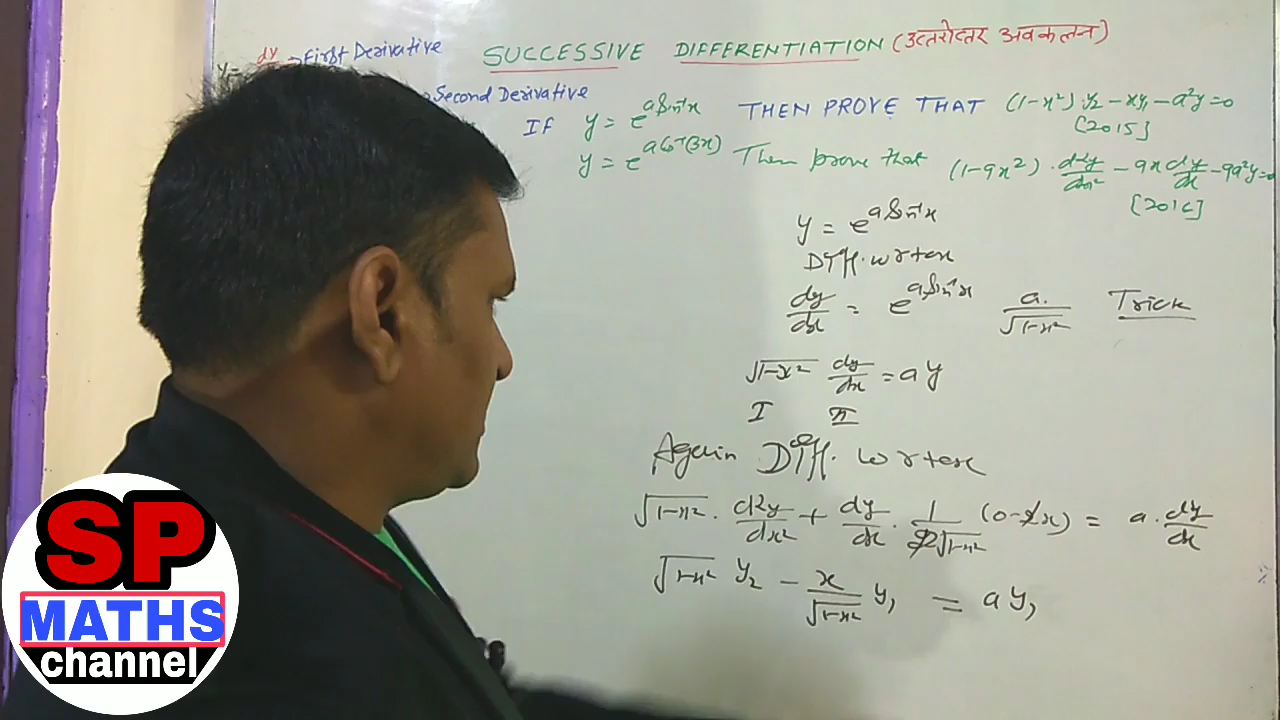 dy → First Derivative
SUCCESSIVE DIFFERENTIATION (उत्तरोत्तर अवकलन)
Second Derivative
If y = e^(a Sin⁻¹x) THEN PROVE THAT (1-x²) y₂ - xy₁ - a²y = 0
[2015]
y = e^(a Cos⁻¹(3x)) Then prove that (1-9x²) · d²y/dx² - 9x dy/dx - 9a²y = 0
y = e^(a Sin⁻¹x)
Diff. w r to x
dy/dx = e^(a Sin⁻¹x) a./√(1-x²) Trick
√(1-x²) dy/dx = a y
I II
Again Diff. w r to x
√(1-x²) · d²y/dx² + dy/dx · 1/(2√(1-x²)) (0-2x) = a · dy/dx
√(1-x²) y₂ - x/√(1-x²) y₁ = a y₁
SP
MATHS
channel